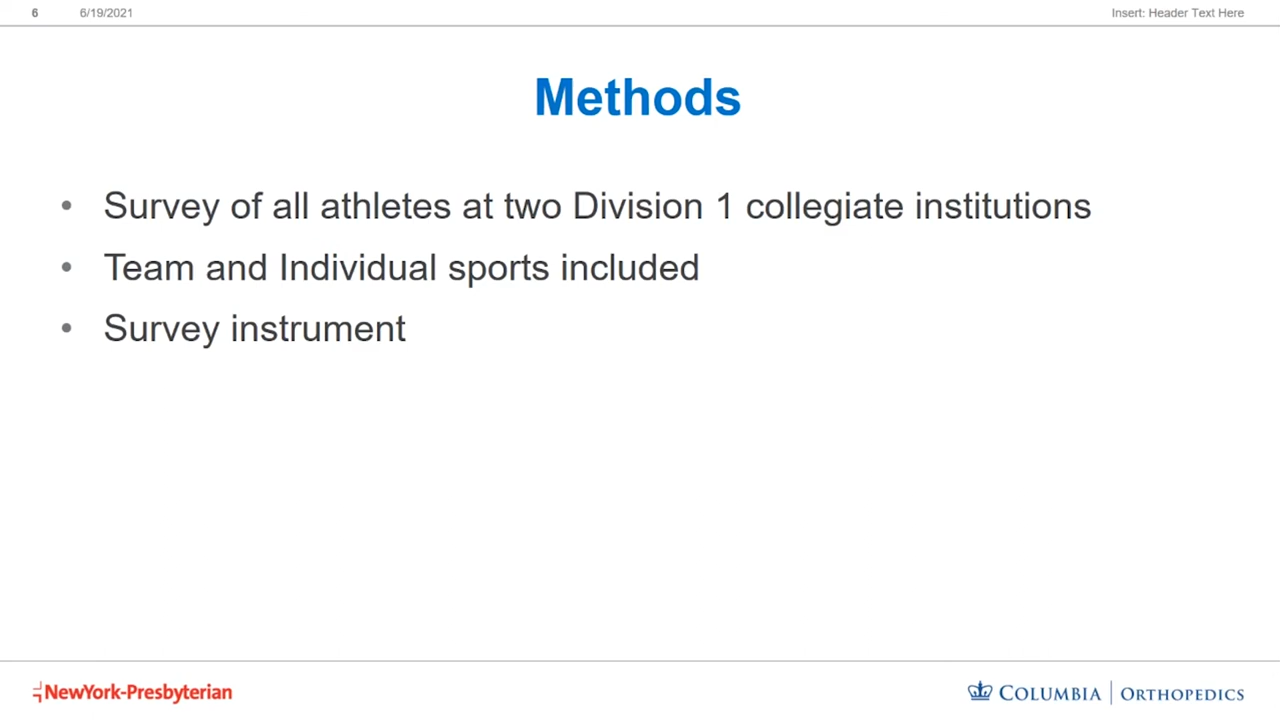 6 6/19/2021 Insert: Header Text Here
Methods
• Survey of all athletes at two Division 1 collegiate institutions
• Team and Individual sports included
• Survey instrument
NewYork-Presbyterian
COLUMBIA | ORTHOPEDICS